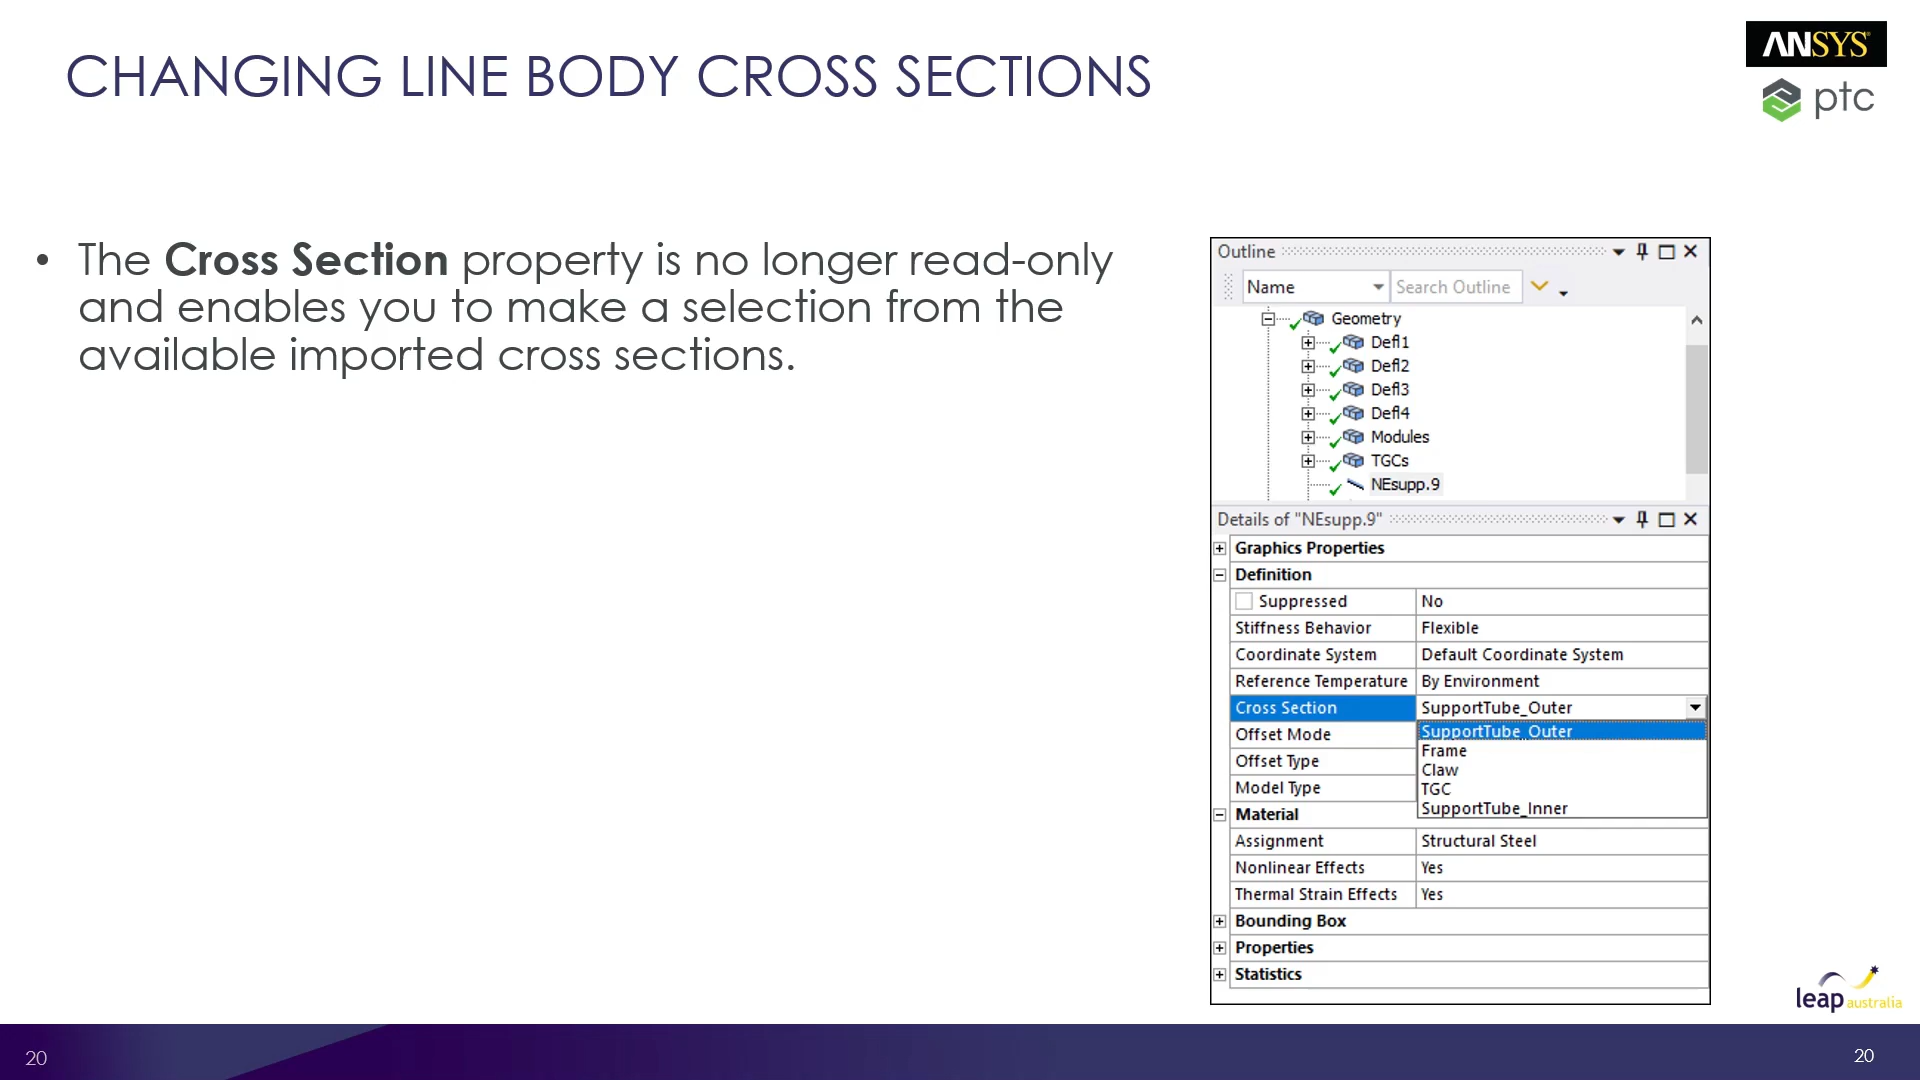 CHANGING LINE BODY CROSS SECTIONS
ANSYS
ptc
• The Cross Section property is no longer read-only
and enables you to make a selection from the
available imported cross sections.
Outline
Name Search Outline
Geometry
Defl1
Defl2
Defl3
Defl4
Modules
TGCs
NEsupp.9
Details of "NEsupp.9"
Graphics Properties
Definition
Suppressed No
Stiffness Behavior Flexible
Coordinate System Default Coordinate System
Reference Temperature By Environment
Cross Section SupportTube_Outer
Offset Mode SupportTube_Outer
Frame
Offset Type Claw
Model Type TGC
SupportTube_Inner
Material
Assignment Structural Steel
Nonlinear Effects Yes
Thermal Strain Effects Yes
Bounding Box
Properties
Statistics
leap australia
20
20